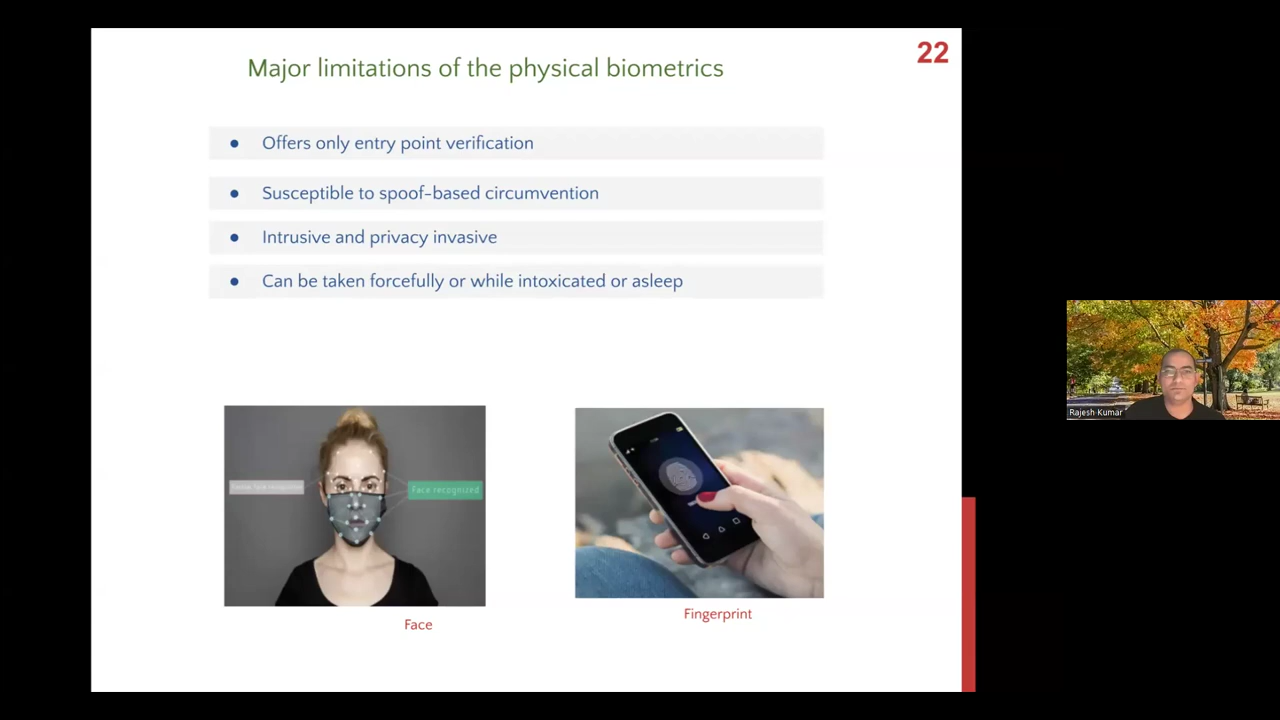 Major limitations of the physical biometrics
22
● Offers only entry point verification
● Susceptible to spoof-based circumvention
● Intrusive and privacy invasive
● Can be taken forcefully or while intoxicated or asleep
Rajesh Kumar
Face recognized
Face
Fingerprint